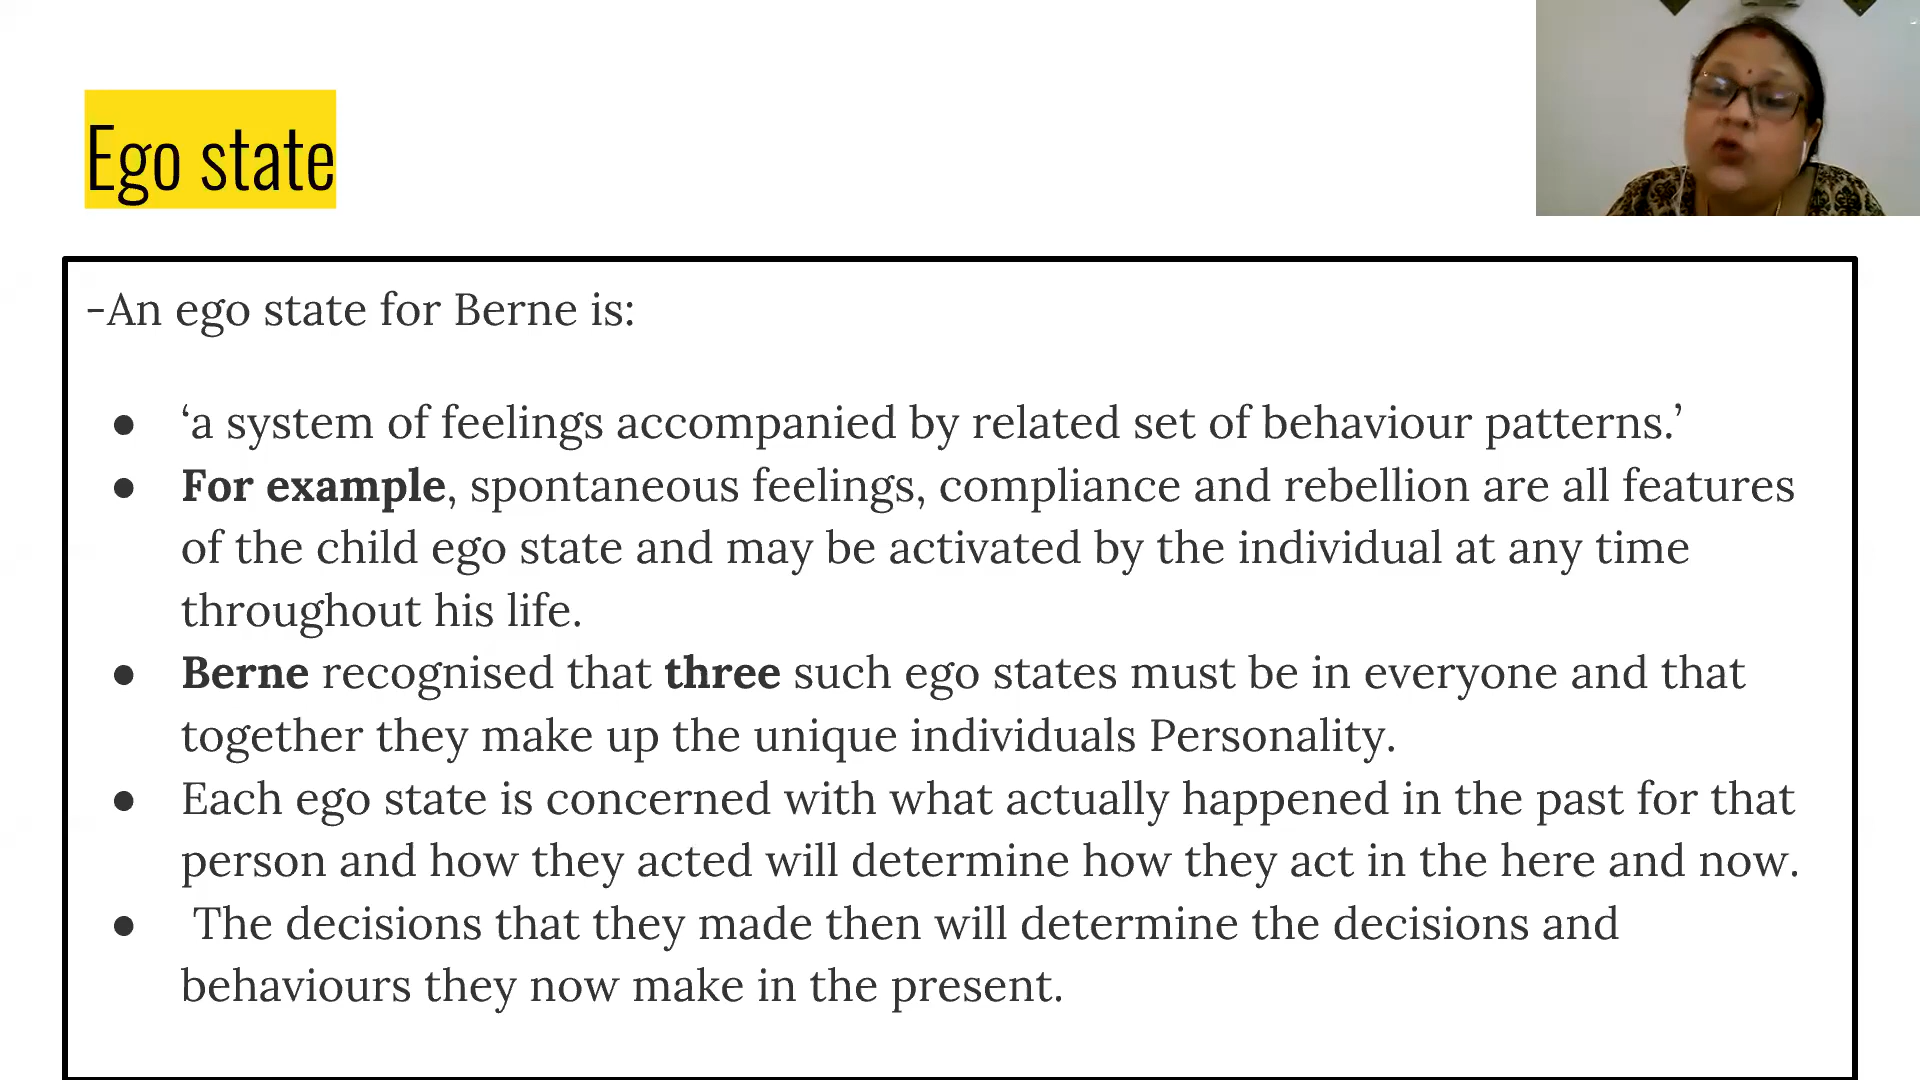 Ego state
-An ego state for Berne is:
● ‘a system of feelings accompanied by related set of behaviour patterns.’
● For example, spontaneous feelings, compliance and rebellion are all features
of the child ego state and may be activated by the individual at any time
throughout his life.
● Berne recognised that three such ego states must be in everyone and that
together they make up the unique individuals Personality.
● Each ego state is concerned with what actually happened in the past for that
person and how they acted will determine how they act in the here and now.
● The decisions that they made then will determine the decisions and
behaviours they now make in the present.